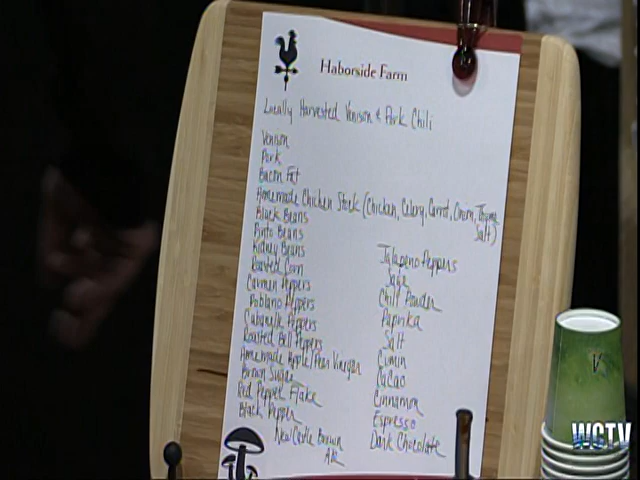 Haborside Farm
Locally Harvested Venison & Pork Chili
Venison
Pork
Bacon Fat
Homemade Chicken Stock (Chicken, Celery, Carrot, Onion, Thyme
Salt)
Black Beans
Pinto Beans
Kidney Beans
Roasted Corn
Carmen Peppers
Poblano Peppers
Cubanelle Peppers
Roasted Bell Peppers
Homemade Apple/Pear Vinegar
Brown Sugar
Red Pepper Flake
Black Pepper
New Castle Brown
Ale
Jalapeno Peppers
Sage
Chili Powder
Paprika
Salt
Cumin
CaCao
Cinnamon
Espresso
Dark Chocolate
WCTV